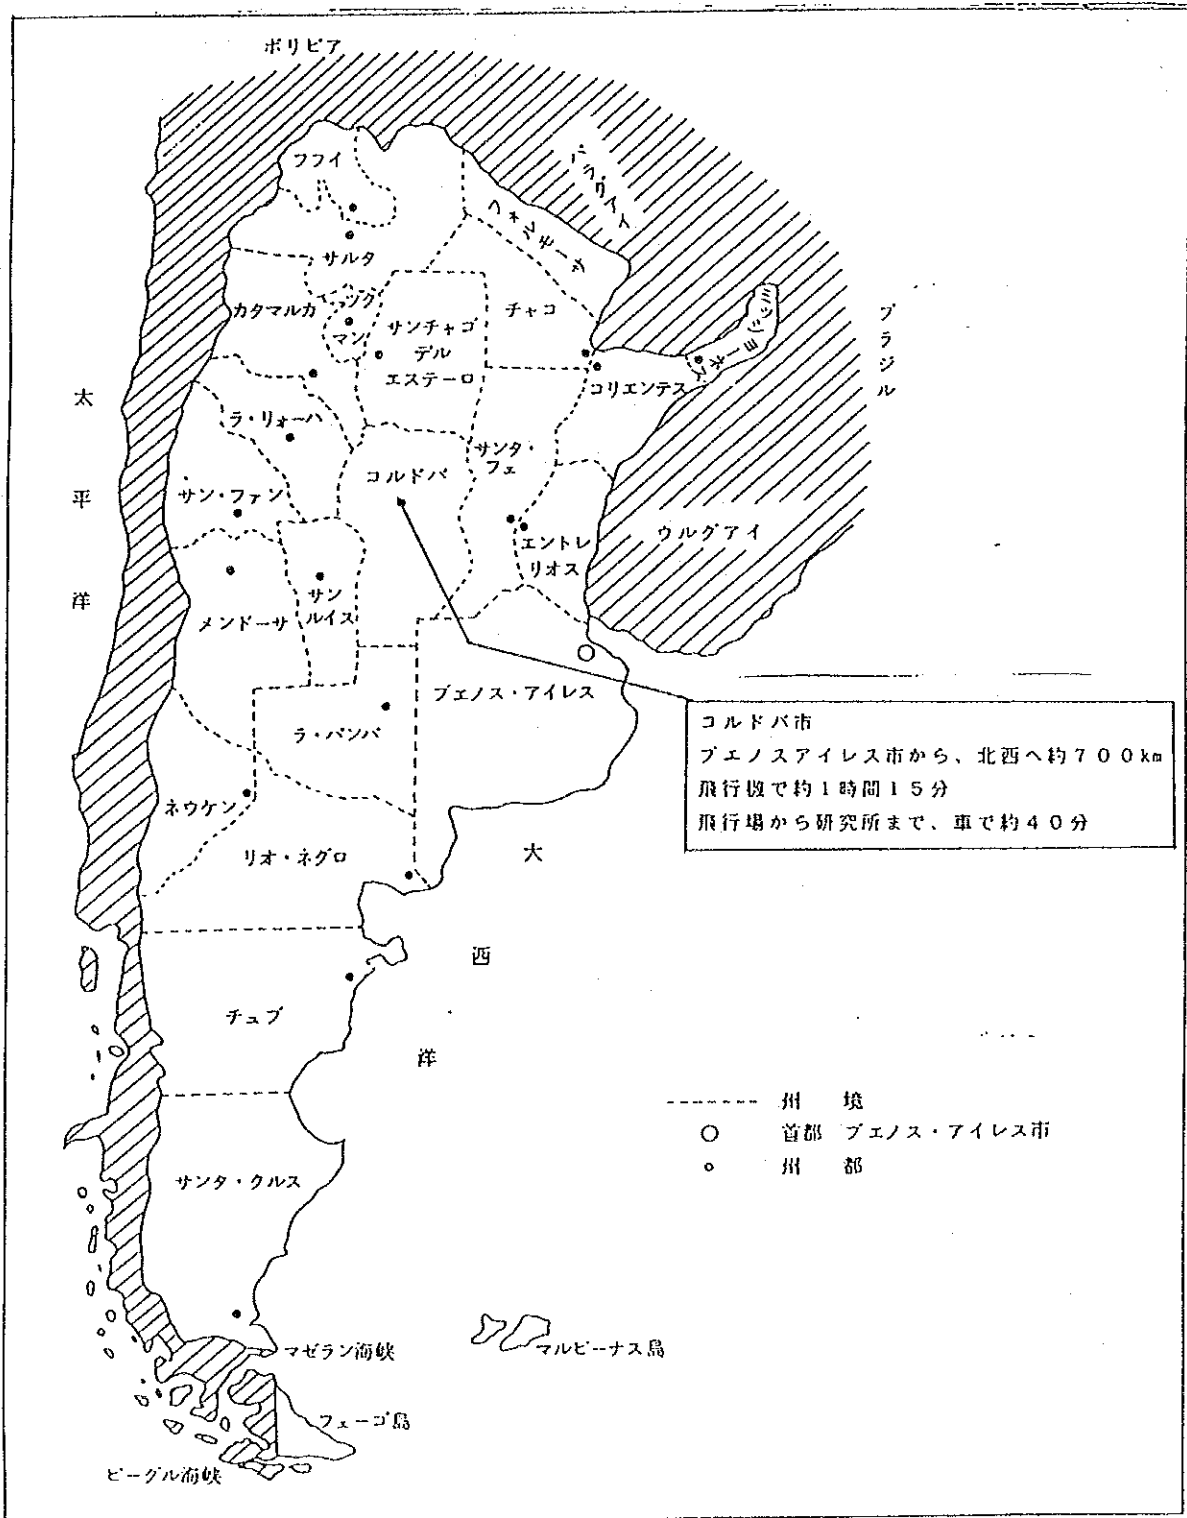 ボリビア
フフイ
パラグアイ
フォルモーサ
サルタ
カタマルカ
ツク
マン
サンチャゴ
デル
エステーロ
チャコ
ミッショーネス
ブラジル
コリエンテス
太平洋
ラ・リォーハ
サンタ・
フェ
コルドバ
サン・ファン
エントレ
リオス
ウルグアイ
サン
ルイス
メンドーサ
ブエノス・アイレス
ラ・パンパ
コルドバ市
ブエノスアイレス市から、北西へ約700km
飛行機で約1時間15分
飛行場から研究所まで、車で約40分
ネウケン
リオ・ネグロ
大西洋
チュブ
州境
首都 ブエノス・アイレス市
州都
サンタ・クルス
マゼラン海峡
マルビーナス島
フェーゴ島
ビーグル海峡